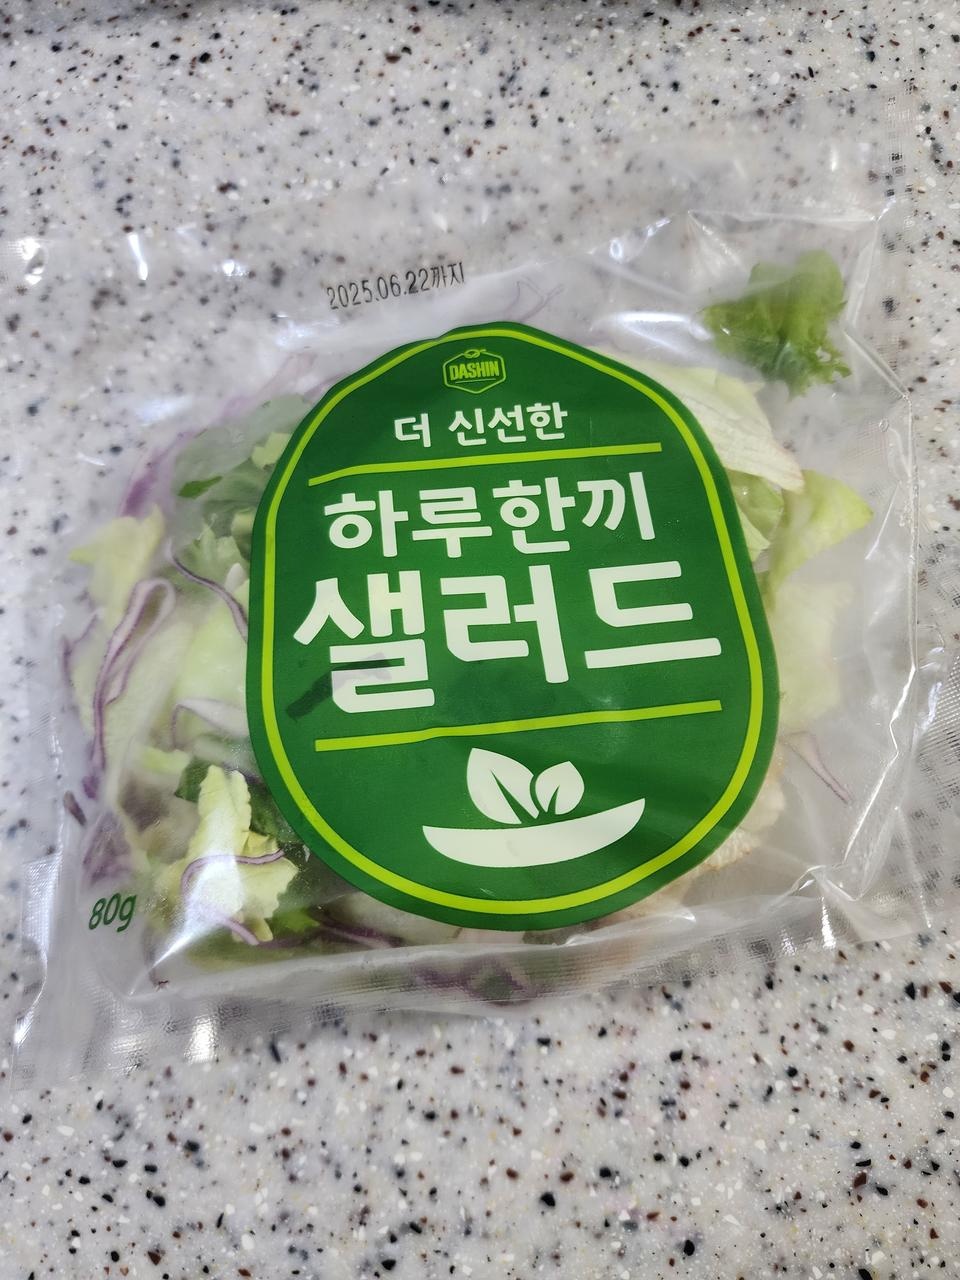 2025.06.22까지
DASHIN
더 신선한
하루한끼
샐러드
80g